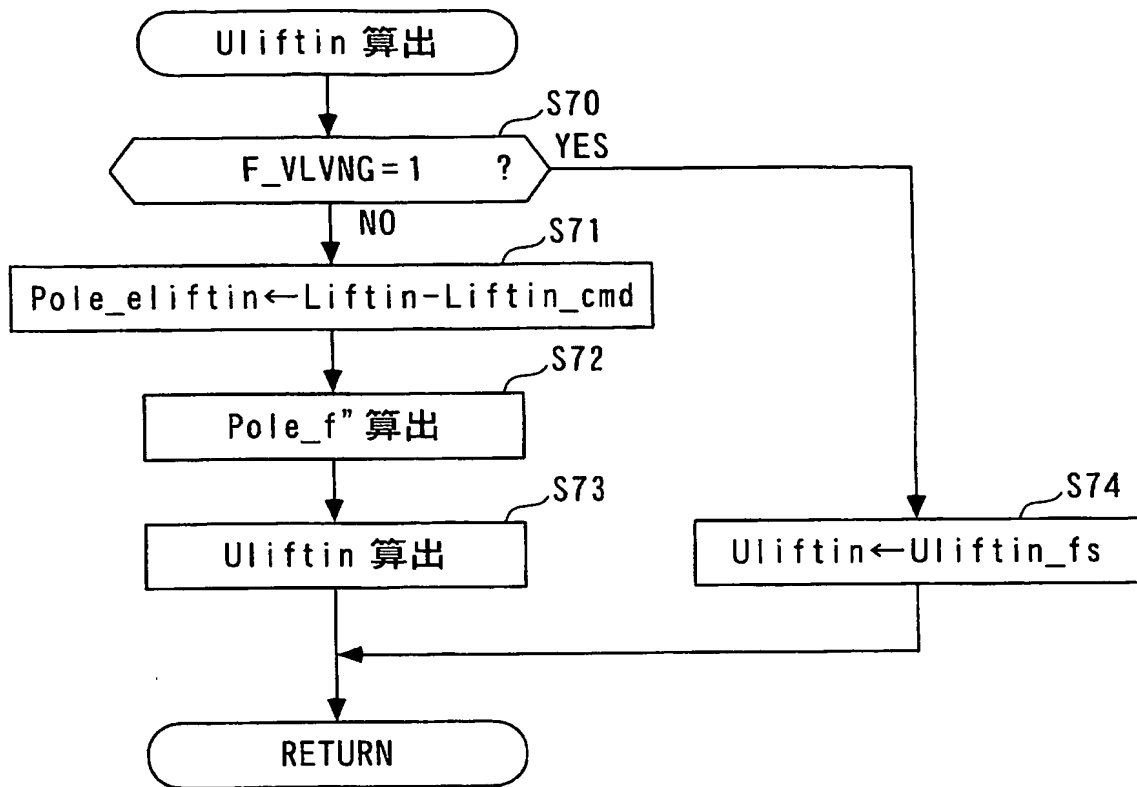 Uliftin 算出
S70
F_VLVNG=1 ?
YES
NO
S71
Pole_eliftin←Liftin-Liftin_cmd
S72
Pole_f” 算出
S73
Uliftin 算出
S74
Uliftin←Uliftin_fs
RETURN